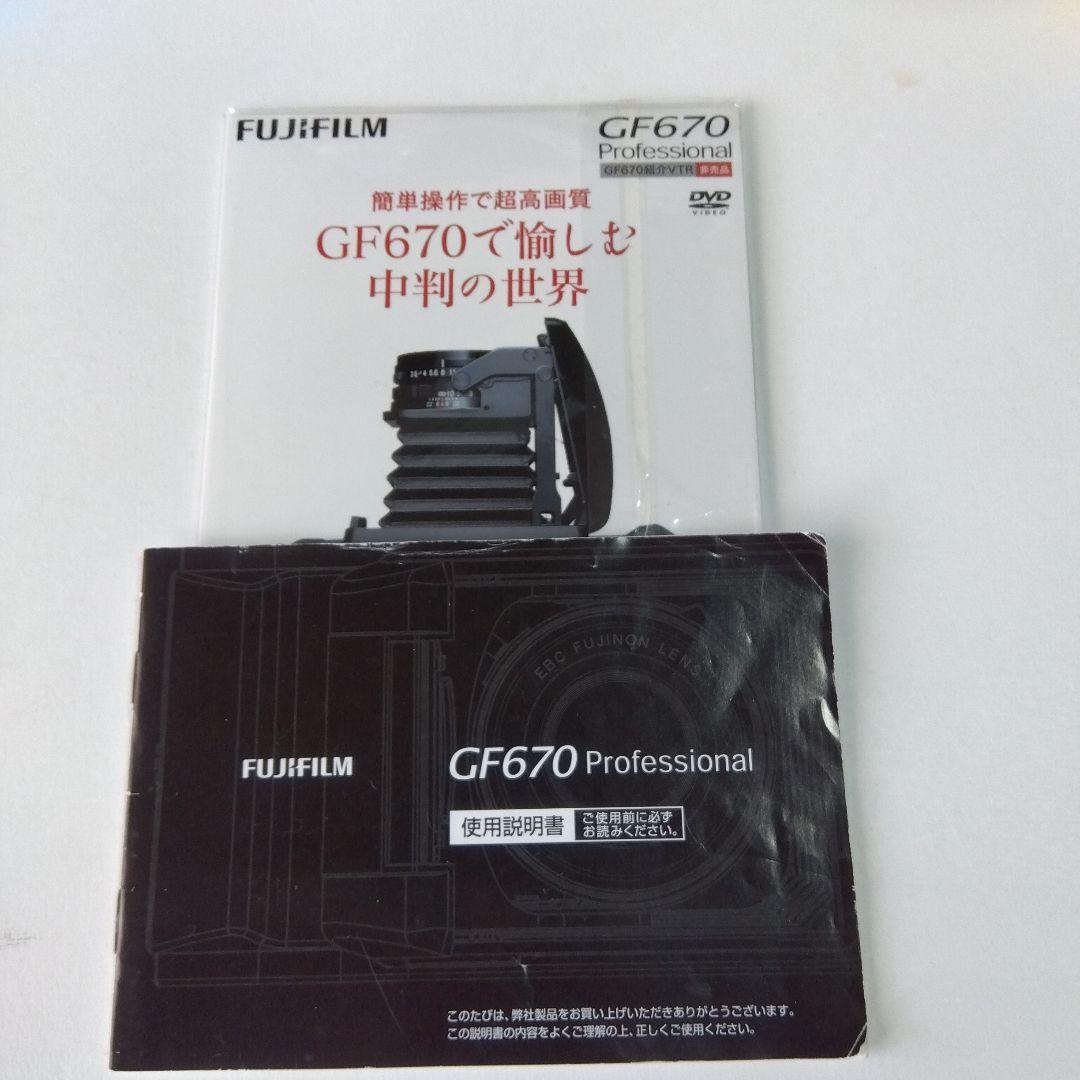 FUJIFILM
GF670
Professional
GF670紹介VTR 非売品
DVD
VIDEO
簡単操作で超高画質
GF670で愉しむ
中判の世界
EBC FUJINON LENS
FUJIFILM
GF670 Professional
使用説明書
ご使用前に必ず
お読みください。
このたびは、弊社製品をお買い上げいただきありがとうございます。
この説明書の内容をよくご理解の上、正しくご使用ください。